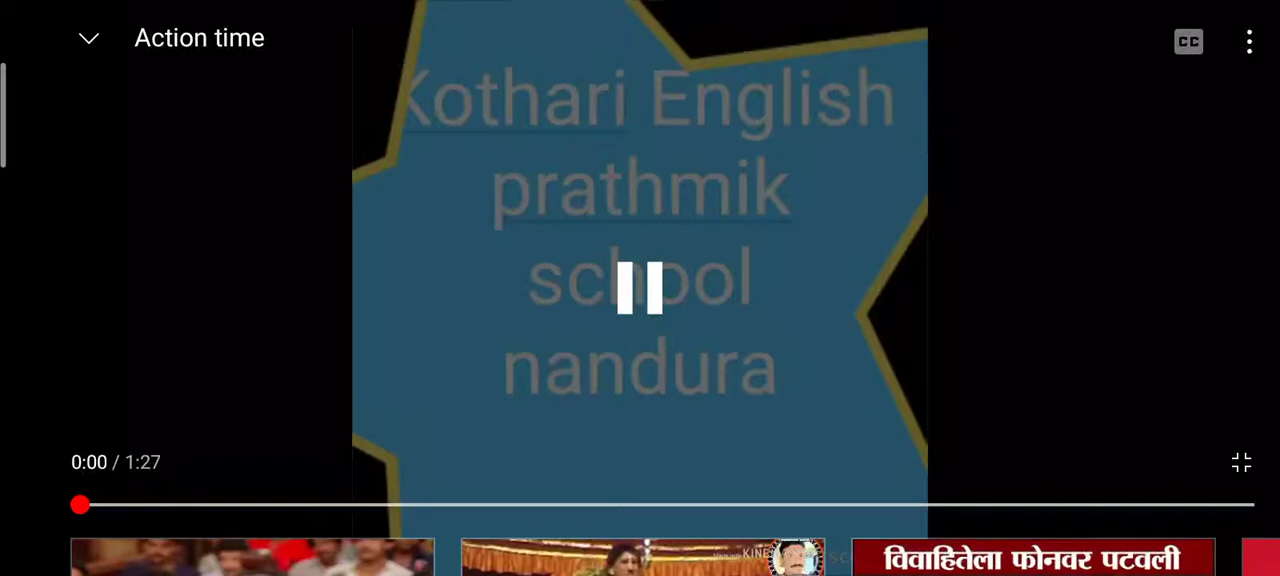 Action time
CC
Kothari English
prathmik
school
nandura
0:00 / 1:27
विवाहितेला फोनवर पटवली